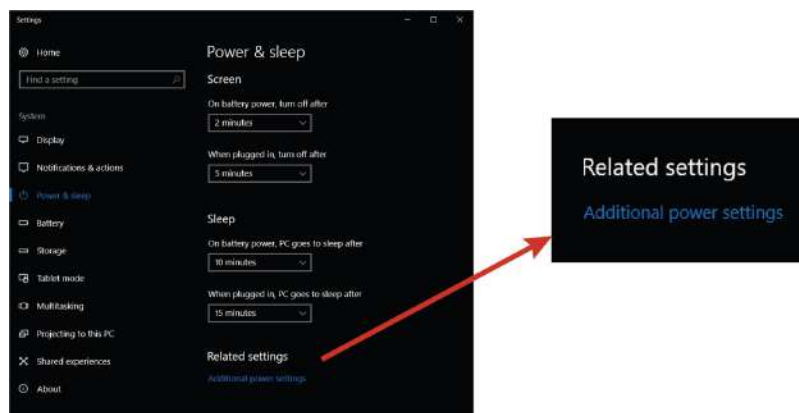 Settings
Home
Find a setting
System
Display
Notifications & actions
Power & sleep
Battery
Storage
Tablet mode
Multitasking
Projecting to this PC
Shared experiences
About
Power & sleep
Screen
On battery power, turn off after
2 minutes
When plugged in, turn off after
5 minutes
Sleep
On battery power, PC goes to sleep after
10 minutes
When plugged in, PC goes to sleep after
15 minutes
Related settings
Additional power settings
Related settings
Additional power settings